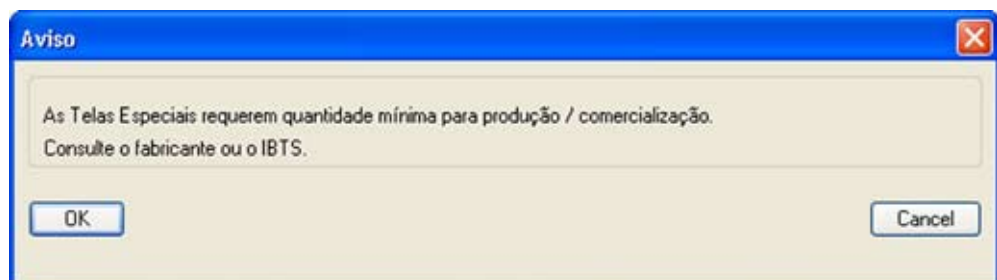 Aviso
As Telas Especiais requerem quantidade mínima para produção / comercialização.
Consulte o fabricante ou o IBTS.
OK
Cancel